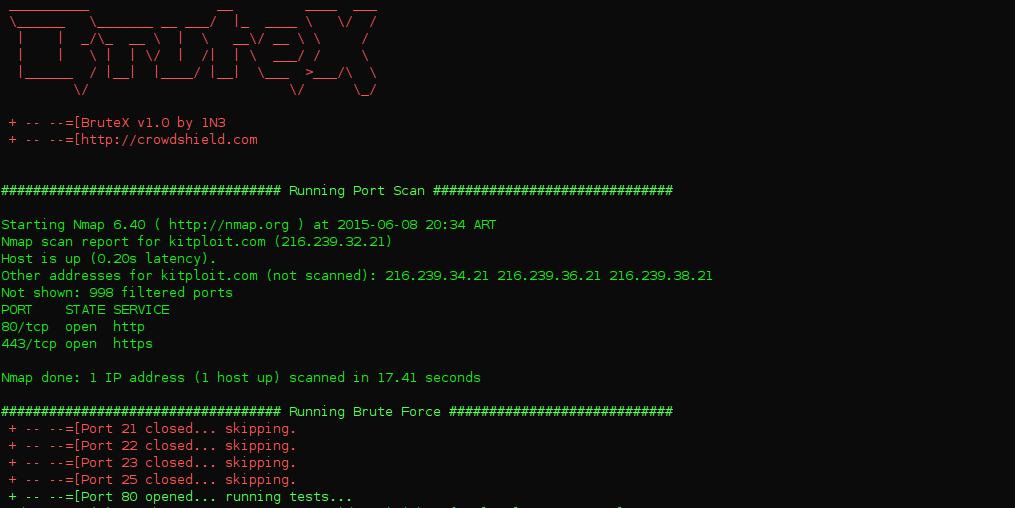 + -- --=[BruteX v1.0 by 1N3
+ -- --=[http://crowdshield.com
################################### Running Port Scan ##############################
Starting Nmap 6.40 ( http://nmap.org ) at 2015-06-08 20:34 ART
Nmap scan report for kitploit.com (216.239.32.21)
Host is up (0.20s latency).
Other addresses for kitploit.com (not scanned): 216.239.34.21 216.239.36.21 216.239.38.21
Not shown: 998 filtered ports
PORT    STATE SERVICE
80/tcp  open  http
443/tcp open  https
Nmap done: 1 IP address (1 host up) scanned in 17.41 seconds
################################### Running Brute Force ############################
+ -- --=[Port 21 closed... skipping.
+ -- --=[Port 22 closed... skipping.
+ -- --=[Port 23 closed... skipping.
+ -- --=[Port 25 closed... skipping.
+ -- --=[Port 80 opened... running tests...